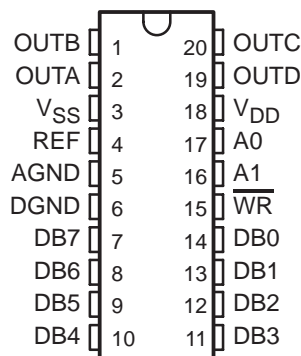 OUTB 1 20 OUTC
OUTA 2 19 OUTD
VSS 3 18 VDD
REF 4 17 A0
AGND 5 16 A1
DGND 6 15 W̅R̅
DB7 7 14 DB0
DB6 8 13 DB1
DB5 9 12 DB2
DB4 10 11 DB3